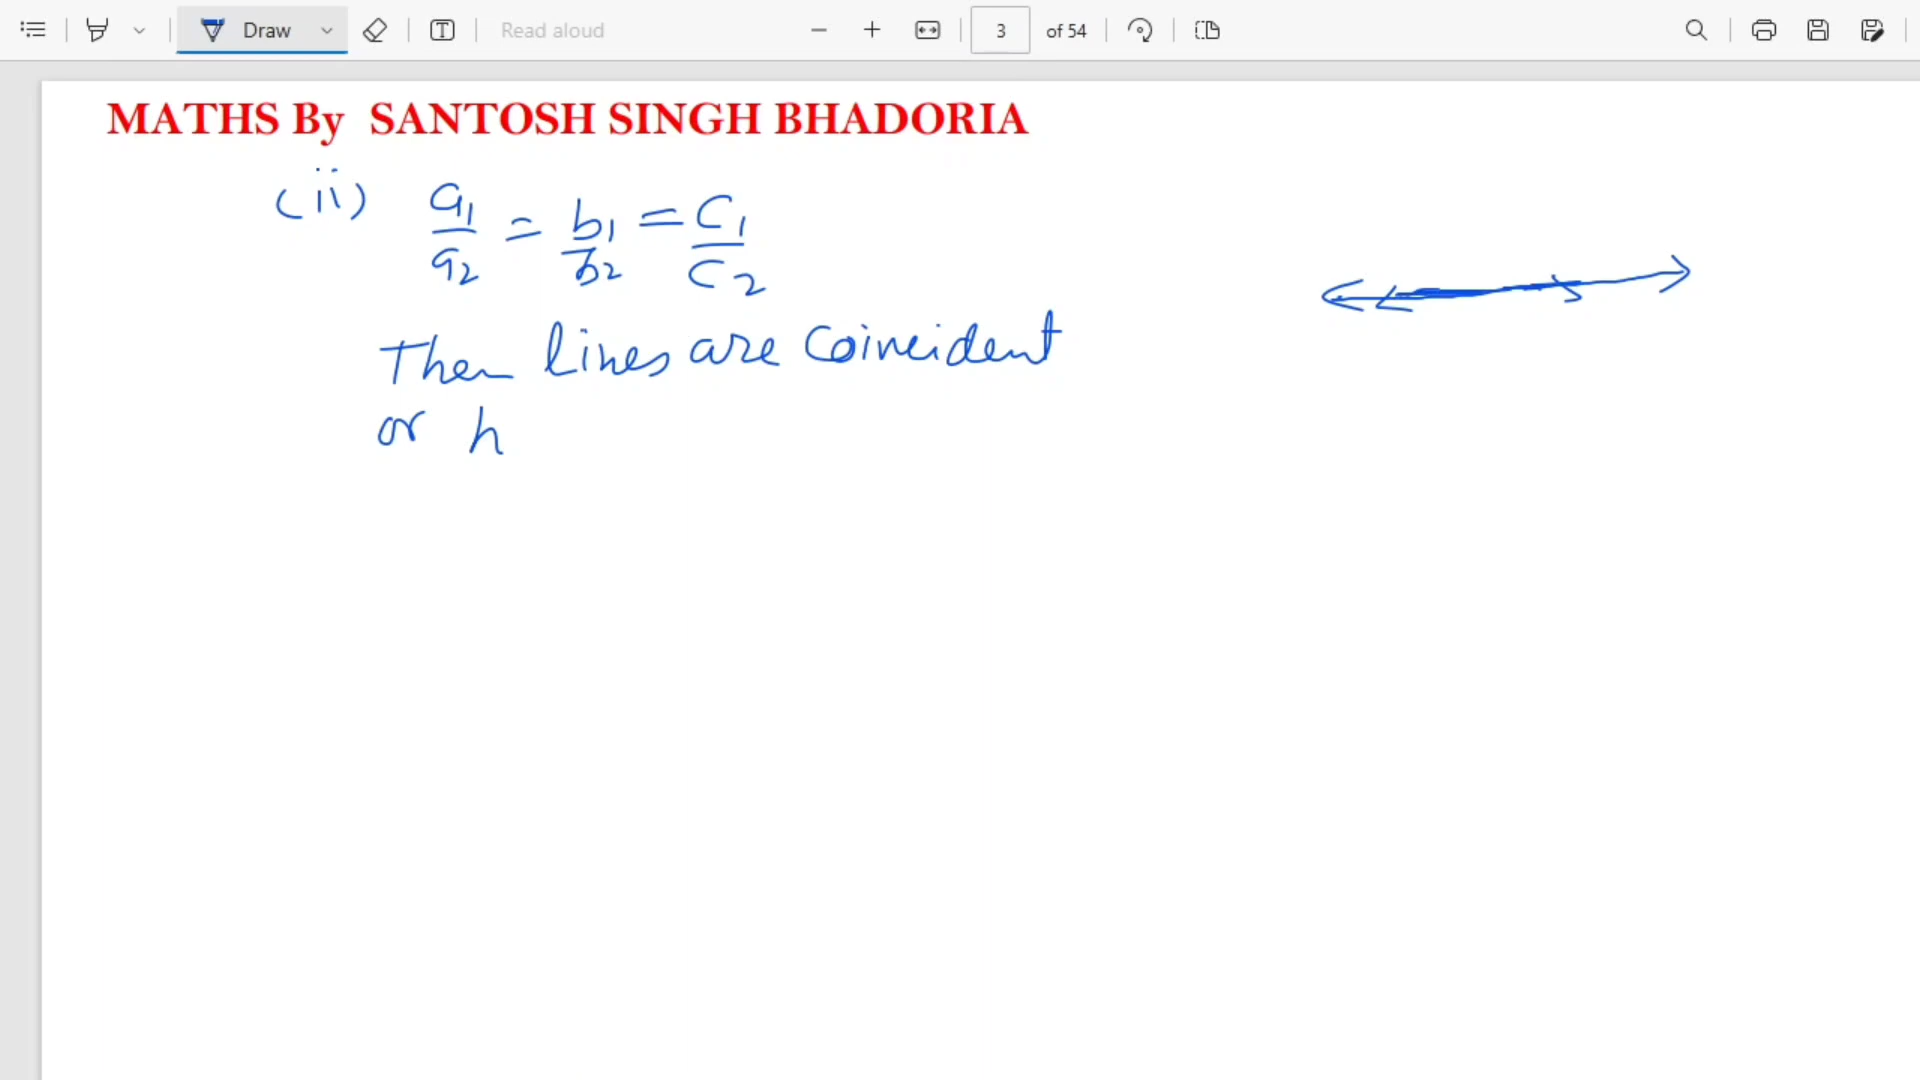 Draw
Read aloud
3 of 54
MATHS By SANTOSH SINGH BHADORIA
(ii) a1/a2 = b1/b2 = C1/C2
Then lines are Coincident
or h